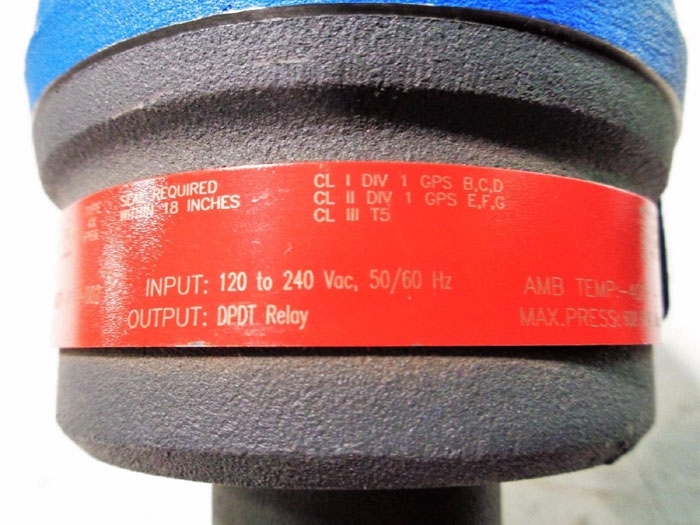 SEAL REQUIRED
WITHIN 18 INCHES
CL I DIV 1 GPS B,C,D
CL II DIV 1 GPS E,F,G
CL III T5
INPUT: 120 to 240 Vac, 50/60 Hz
OUTPUT: DPDT Relay
AMB TEMP:-40
MAX.PRESS: